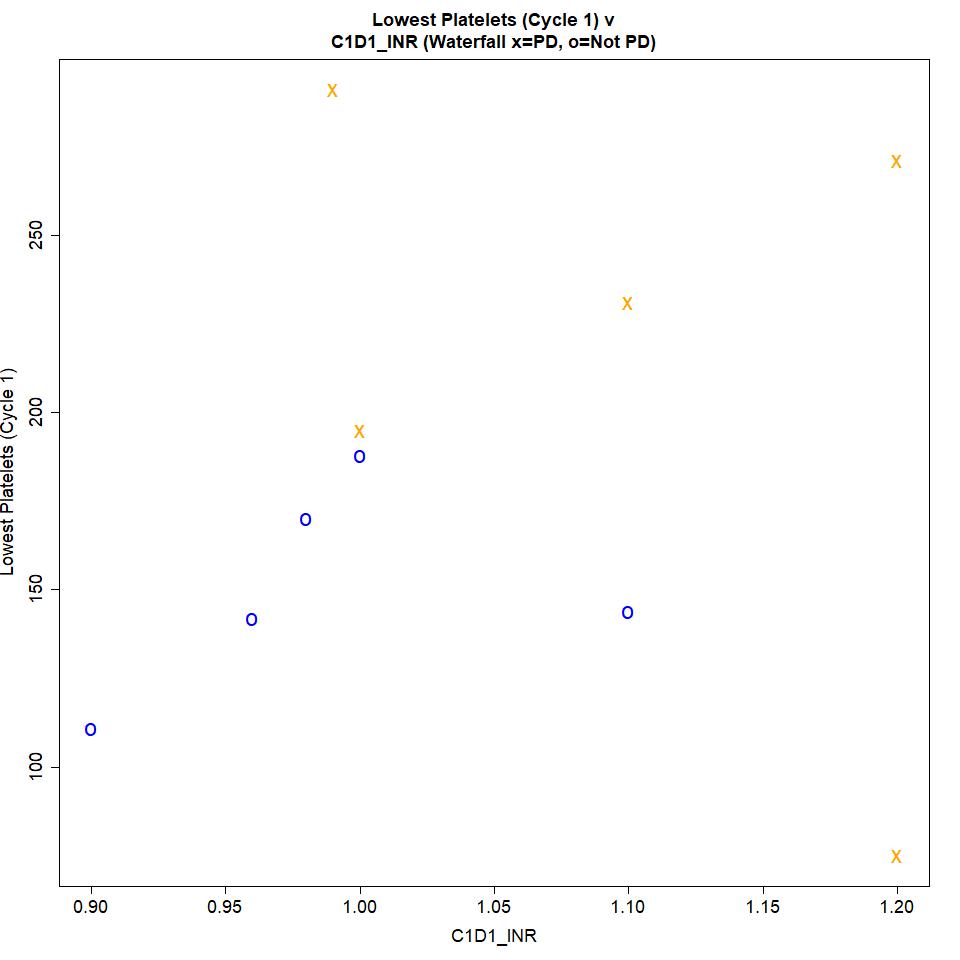 Lowest Platelets (Cycle 1) v
C1D1_INR (Waterfall x=PD, o=Not PD)
Lowest Platelets (Cycle 1)
250
200
150
100
X
X
X
X
O
O
O
O
O
X
0.90
0.95
1.00
1.05
1.10
1.15
1.20
C1D1_INR